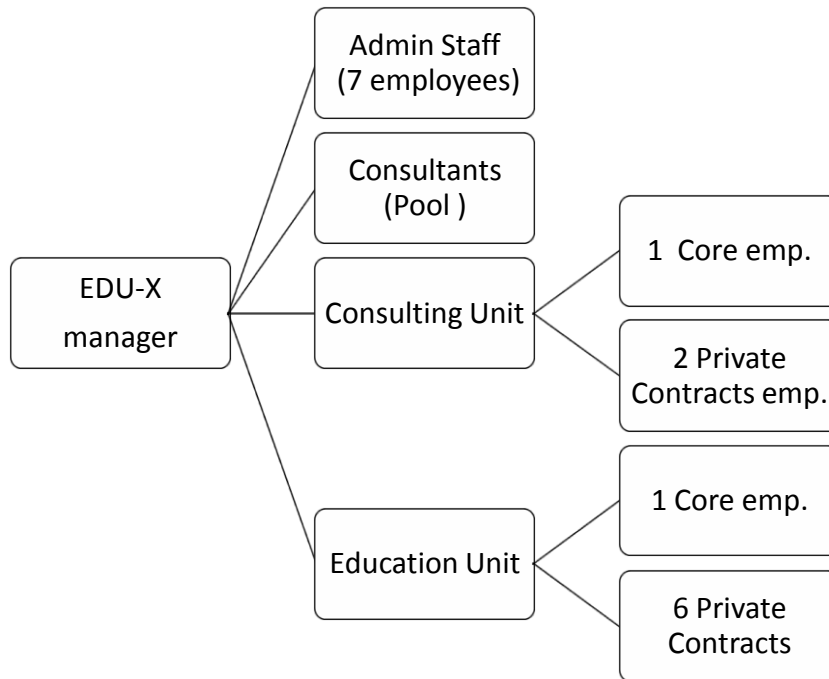 Admin Staff
(7 employees)
Consultants
(Pool )
EDU-X
manager
Consulting Unit
1 Core emp.
2 Private
Contracts emp.
Education Unit
1 Core emp.
6 Private
Contracts